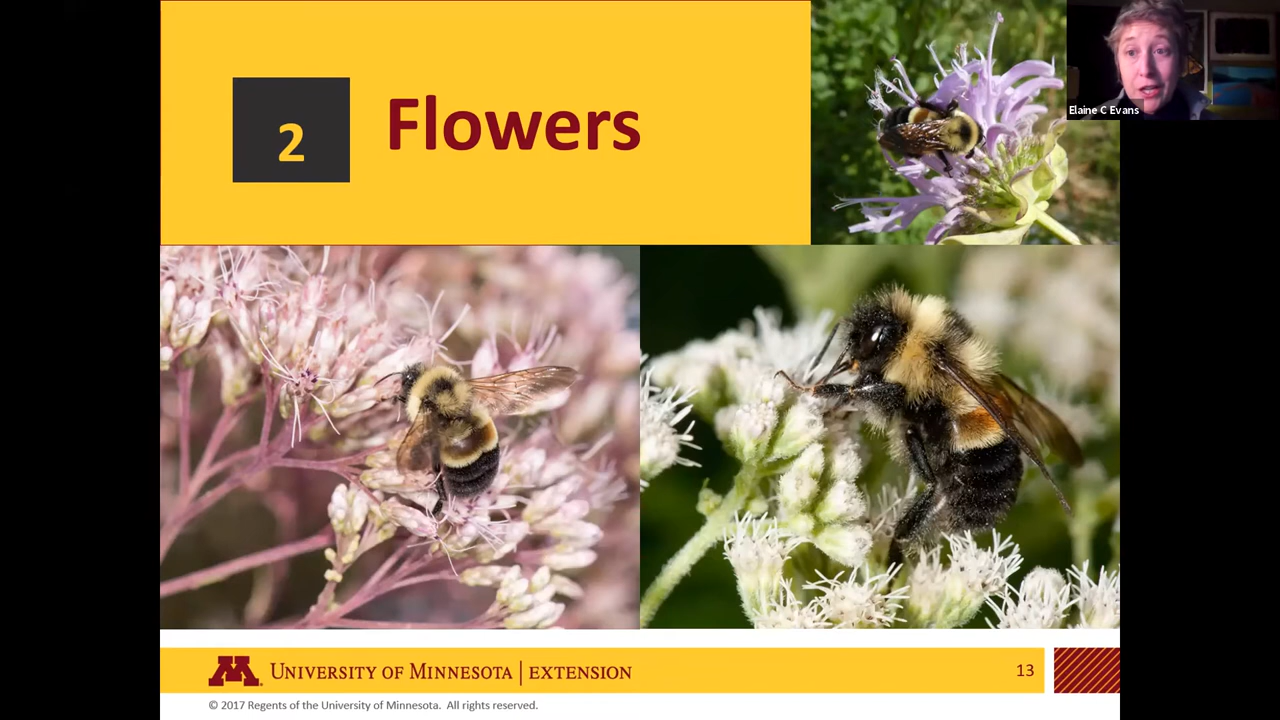 2
Flowers
Elaine C Evans
UNIVERSITY OF MINNESOTA | EXTENSION
13
© 2017 Regents of the University of Minnesota. All rights reserved.